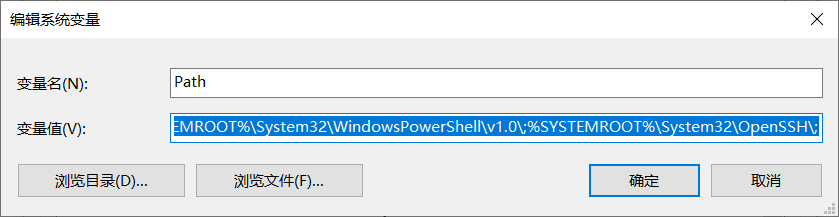 编辑系统变量
变量名(N):
Path
变量值(V):
EMROOT%\System32\WindowsPowerShell\v1.0\;%SYSTEMROOT%\System32\OpenSSH\;
浏览目录(D)...
浏览文件(F)...
确定
取消